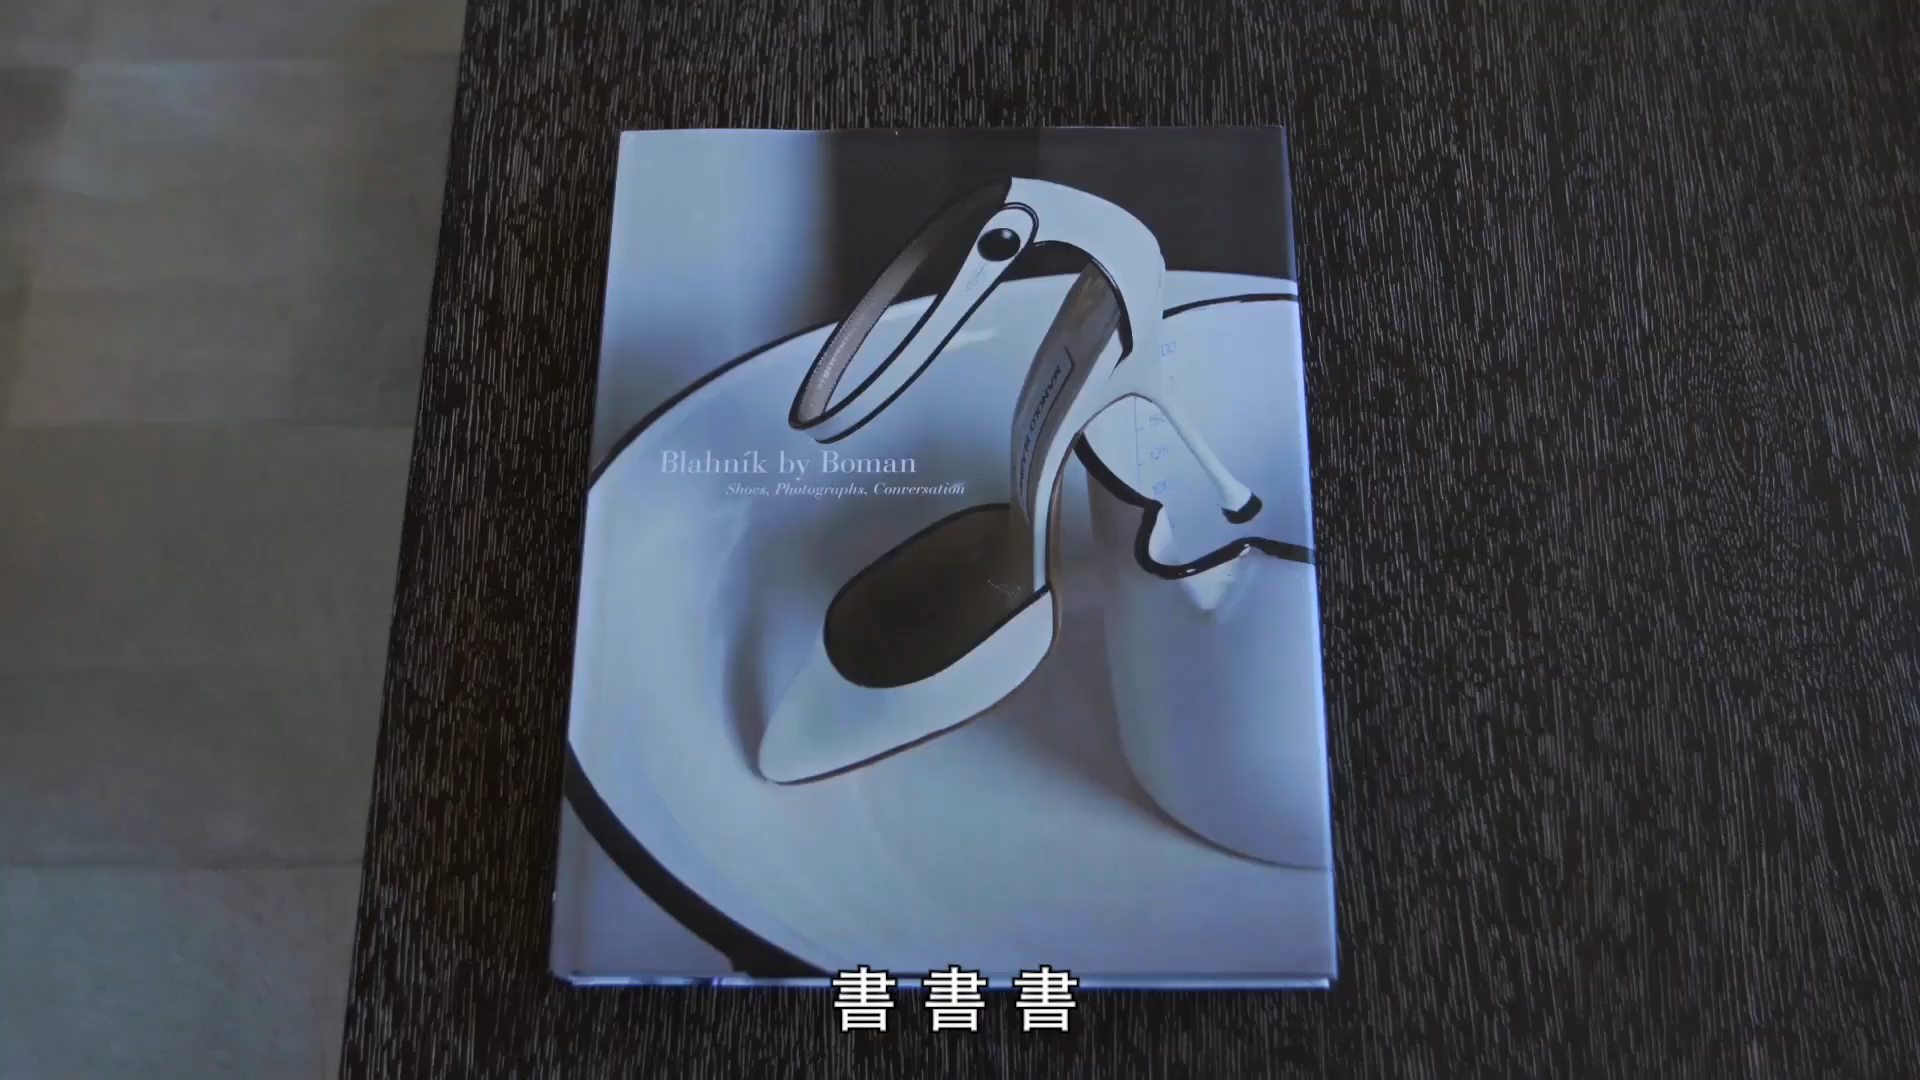 Blahník by Boman
Shoes, Photographs, Conversation
書 書 書